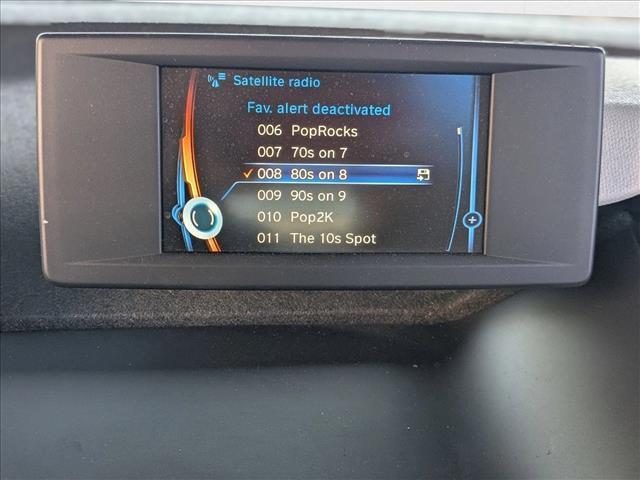 Satellite radio
Fav. alert deactivated
006 PopRocks
007 70s on 7
008 80s on 8
009 90s on 9
010 Pop2K
011 The 10s Spot